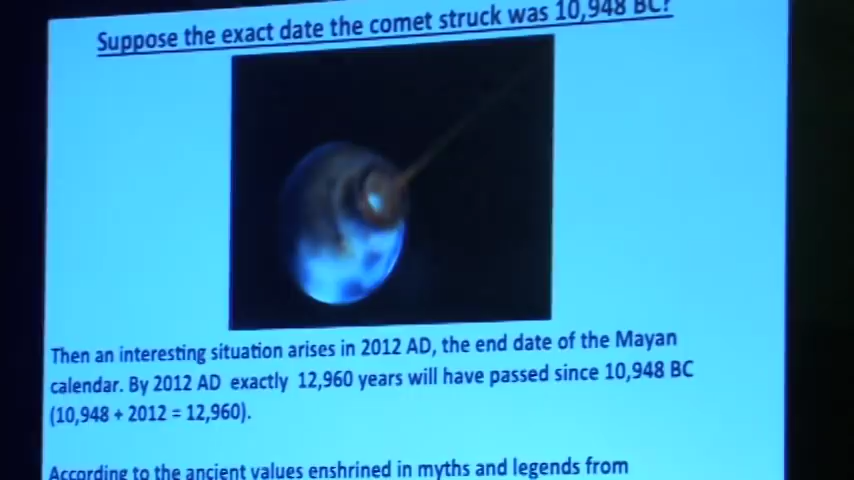 Suppose the exact date the comet struck was 10,948 BC?
Then an interesting situation arises in 2012 AD, the end date of the Mayan
calendar. By 2012 AD exactly 12,960 years will have passed since 10,948 BC
(10,948 + 2012 = 12,960).
According to the ancient values enshrined in myths and legends from